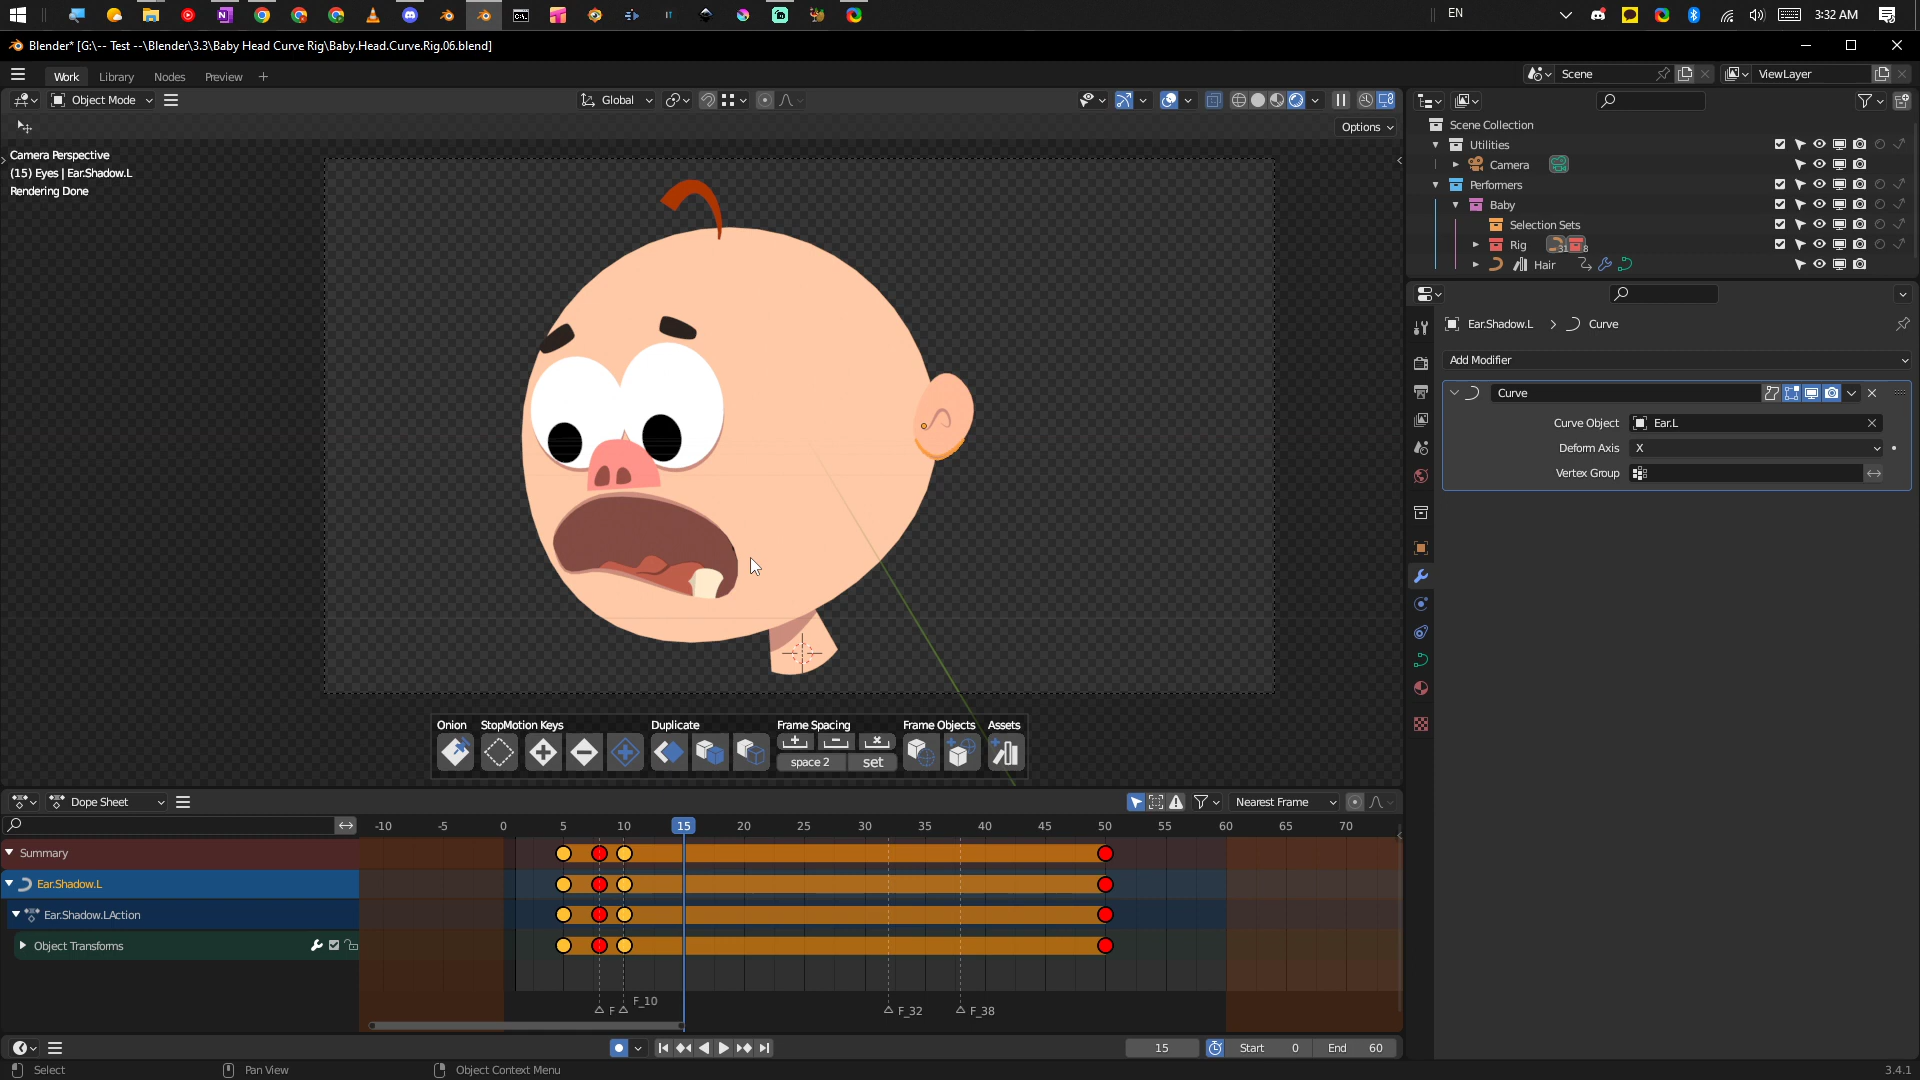 EN
3:32 AM
Blender* [G:\-- Test --\Blender\3.3\Baby Head Curve Rig\Baby.Head.Curve.Rig.06.blend]
Work Library Nodes Preview +
Scene ViewLayer
Object Mode Global
Options
Camera Perspective
(15) Eyes | Ear.Shadow.L
Rendering Done
Scene Collection
Utilities
Camera
Performers
Baby
Selection Sets
Rig 31 8
Hair
Ear.Shadow.L > Curve
Add Modifier
Curve
Curve Object Ear.L
Deform Axis X
Vertex Group
Onion StopMotion Keys Duplicate Frame Spacing Frame Objects Assets
space 2 set
Dope Sheet Nearest Frame
-10 -5 0 5 10 15 20 25 30 35 40 45 50 55 60 65 70
Summary
Ear.Shadow.L
Ear.Shadow.LAction
Object Transforms
F F_10 F_32 F_38
15 Start 0 End 60
Select Pan View Object Context Menu 3.4.1